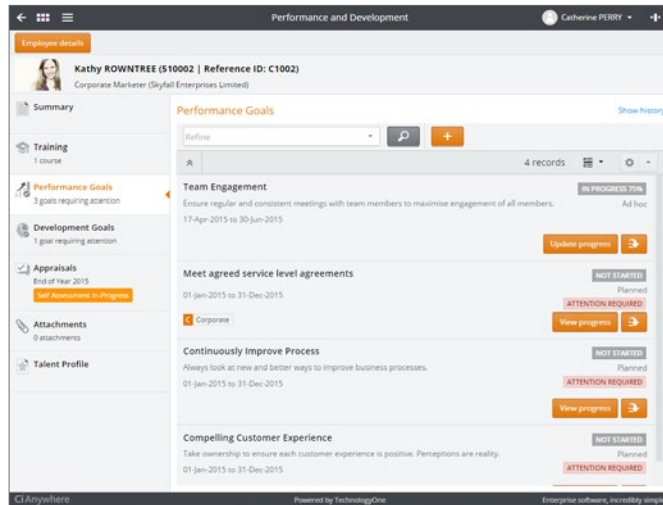 Performance and Development
Catherine PERRY
Employee details
Kathy ROWNTREE (510002 | Reference ID: C1002)
Corporate Marketer (Skyfall Enterprises Limited)
Summary
Training
1 course
Performance Goals
3 goals requiring attention
Development Goals
1 goal requiring attention
Appraisals
End of Year 2015
Self Assessment In-Progress
Attachments
0 attachments
Talent Profile
Performance Goals
Show history
Refine
4 records
Team Engagement
IN PROGRESS 75%
Ensure regular and consistent meetings with team members to maximise engagement of all members.
Ad hoc
17-Apr-2015 to 30-Jun-2015
Update progress
Meet agreed service level agreements
NOT STARTED
01-Jan-2015 to 31-Dec-2015
Planned
ATTENTION REQUIRED
C Corporate
View progress
Continuously Improve Process
NOT STARTED
Always look at new and better ways to improve business processes.
Planned
01-Jan-2015 to 31-Dec-2015
ATTENTION REQUIRED
View progress
Compelling Customer Experience
NOT STARTED
Take ownership to ensure each customer experience is positive. Perceptions are reality.
Planned
01-Jan-2015 to 31-Dec-2015
ATTENTION REQUIRED
Ci Anywhere
Powered by TechnologyOne
Enterprise software, incredibly simple